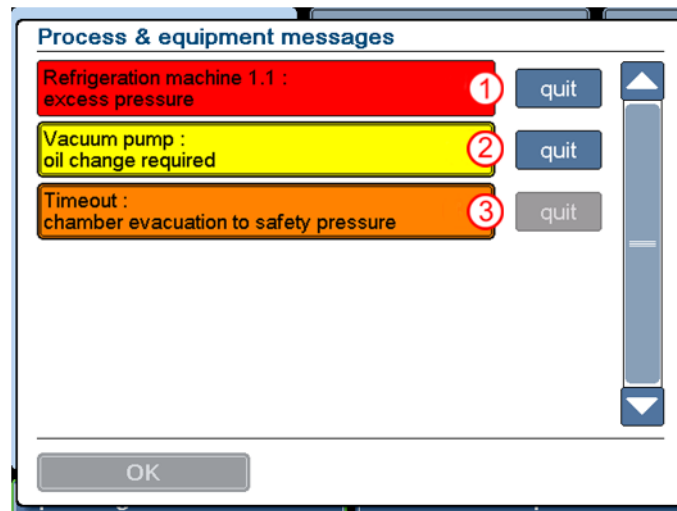 Process & equipment messages
Refrigeration machine 1.1 :
excess pressure
1
quit
Vacuum pump :
oil change required
2
quit
Timeout :
chamber evacuation to safety pressure
3
quit
OK